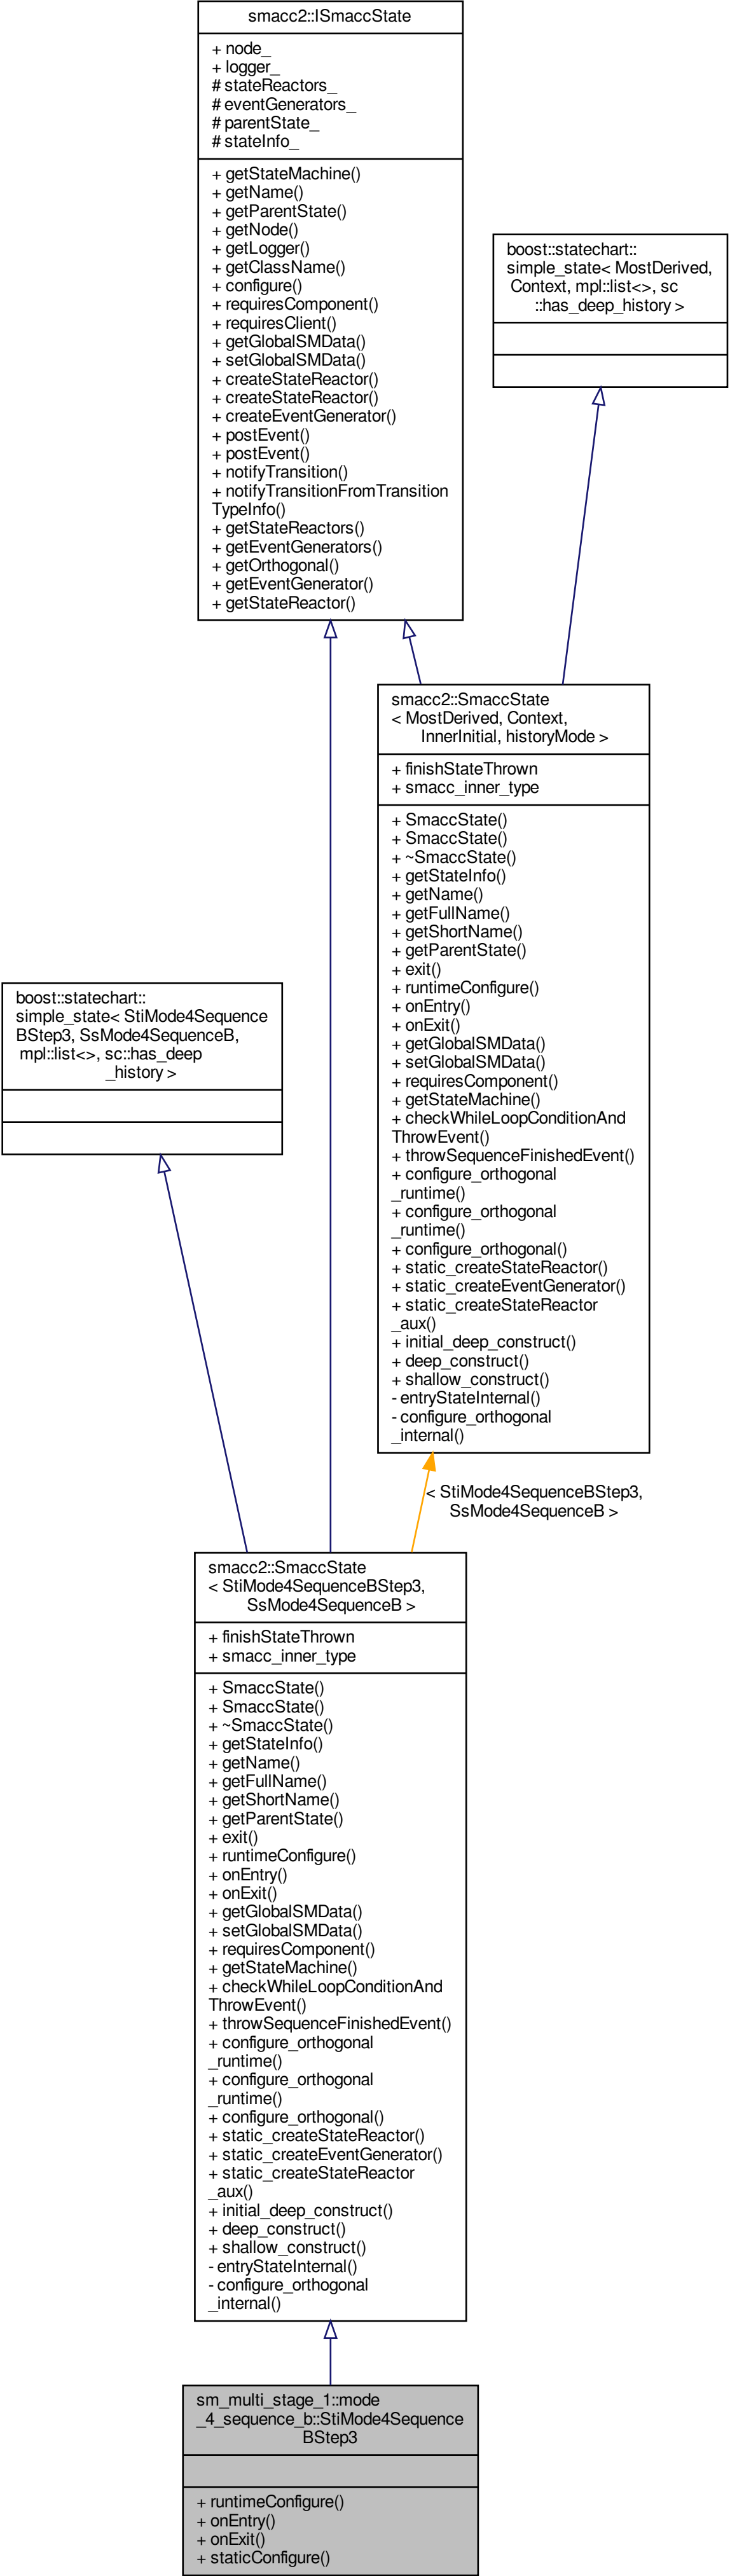 smacc2::ISmaccState
+ node_
+ logger_
# stateReactors_
# eventGenerators_
# parentState_
# stateInfo_
+ getStateMachine()
+ getName()
+ getParentState()
+ getNode()
+ getLogger()
+ getClassName()
+ configure()
+ requiresComponent()
+ requiresClient()
+ getGlobalSMData()
+ setGlobalSMData()
+ createStateReactor()
+ createStateReactor()
+ createEventGenerator()
+ postEvent()
+ postEvent()
+ notifyTransition()
+ notifyTransitionFromTransition
TypeInfo()
+ getStateReactors()
+ getEventGenerators()
+ getOrthogonal()
+ getEventGenerator()
+ getStateReactor()
boost::statechart::
simple_state< MostDerived,
Context, mpl::list<>, sc
::has_deep_history >
smacc2::SmaccState
< MostDerived, Context,
InnerInitial, historyMode >
+ finishStateThrown
+ smacc_inner_type
+ SmaccState()
+ SmaccState()
+ ~SmaccState()
+ getStateInfo()
+ getName()
+ getFullName()
+ getShortName()
+ getParentState()
+ exit()
+ runtimeConfigure()
+ onEntry()
+ onExit()
+ getGlobalSMData()
+ setGlobalSMData()
+ requiresComponent()
+ getStateMachine()
+ checkWhileLoopConditionAnd
ThrowEvent()
+ throwSequenceFinishedEvent()
+ configure_orthogonal
_runtime()
+ configure_orthogonal
_runtime()
+ configure_orthogonal()
+ static_createStateReactor()
+ static_createEventGenerator()
+ static_createStateReactor
_aux()
+ initial_deep_construct()
+ deep_construct()
+ shallow_construct()
- entryStateInternal()
- configure_orthogonal
_internal()
boost::statechart::
simple_state< StiMode4Sequence
BStep3, SsMode4SequenceB,
mpl::list<>, sc::has_deep
_history >
< StiMode4SequenceBStep3,
SsMode4SequenceB >
smacc2::SmaccState
< StiMode4SequenceBStep3,
SsMode4SequenceB >
+ finishStateThrown
+ smacc_inner_type
+ SmaccState()
+ SmaccState()
+ ~SmaccState()
+ getStateInfo()
+ getName()
+ getFullName()
+ getShortName()
+ getParentState()
+ exit()
+ runtimeConfigure()
+ onEntry()
+ onExit()
+ getGlobalSMData()
+ setGlobalSMData()
+ requiresComponent()
+ getStateMachine()
+ checkWhileLoopConditionAnd
ThrowEvent()
+ throwSequenceFinishedEvent()
+ configure_orthogonal
_runtime()
+ configure_orthogonal
_runtime()
+ configure_orthogonal()
+ static_createStateReactor()
+ static_createEventGenerator()
+ static_createStateReactor
_aux()
+ initial_deep_construct()
+ deep_construct()
+ shallow_construct()
- entryStateInternal()
- configure_orthogonal
_internal()
sm_multi_stage_1::mode
_4_sequence_b::StiMode4Sequence
BStep3
+ runtimeConfigure()
+ onEntry()
+ onExit()
+ staticConfigure()